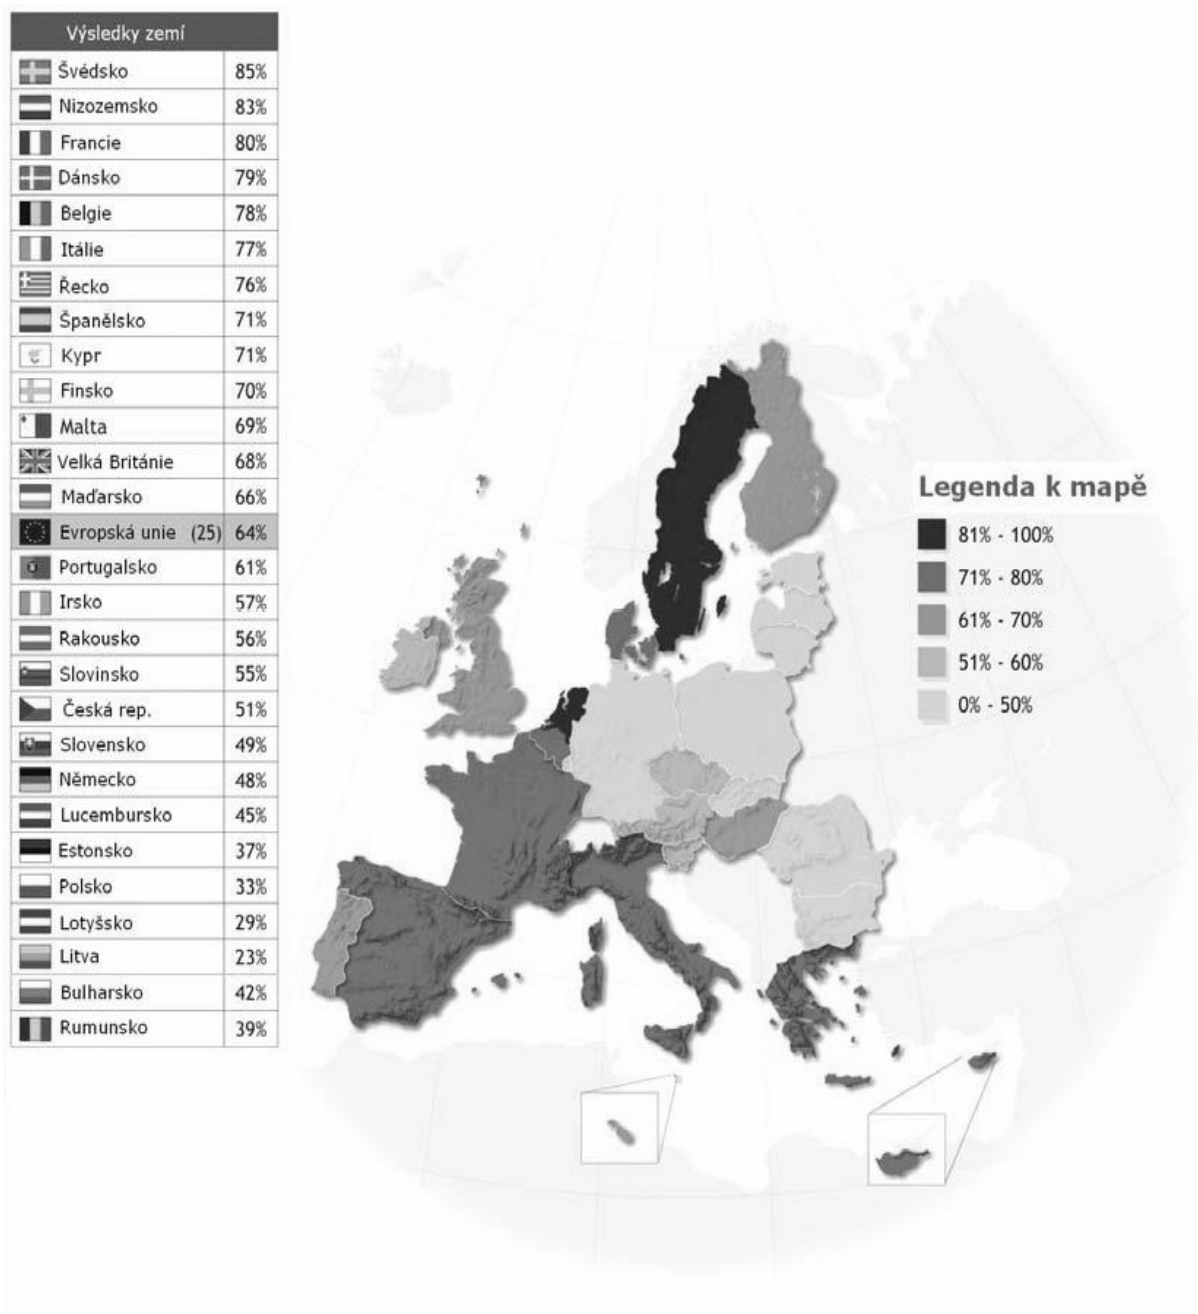 Výsledky zemí
Švédsko 85%
Nizozemsko 83%
Francie 80%
Dánsko 79%
Belgie 78%
Itálie 77%
Řecko 76%
Španělsko 71%
Kypr 71%
Finsko 70%
Malta 69%
Velká Británie 68%
Maďarsko 66%
Evropská unie (25) 64%
Portugalsko 61%
Irsko 57%
Rakousko 56%
Slovinsko 55%
Česká rep. 51%
Slovensko 49%
Německo 48%
Lucembursko 45%
Estonsko 37%
Polsko 33%
Lotyšsko 29%
Litva 23%
Bulharsko 42%
Rumunsko 39%
Legenda k mapě
81% - 100%
71% - 80%
61% - 70%
51% - 60%
0% - 50%